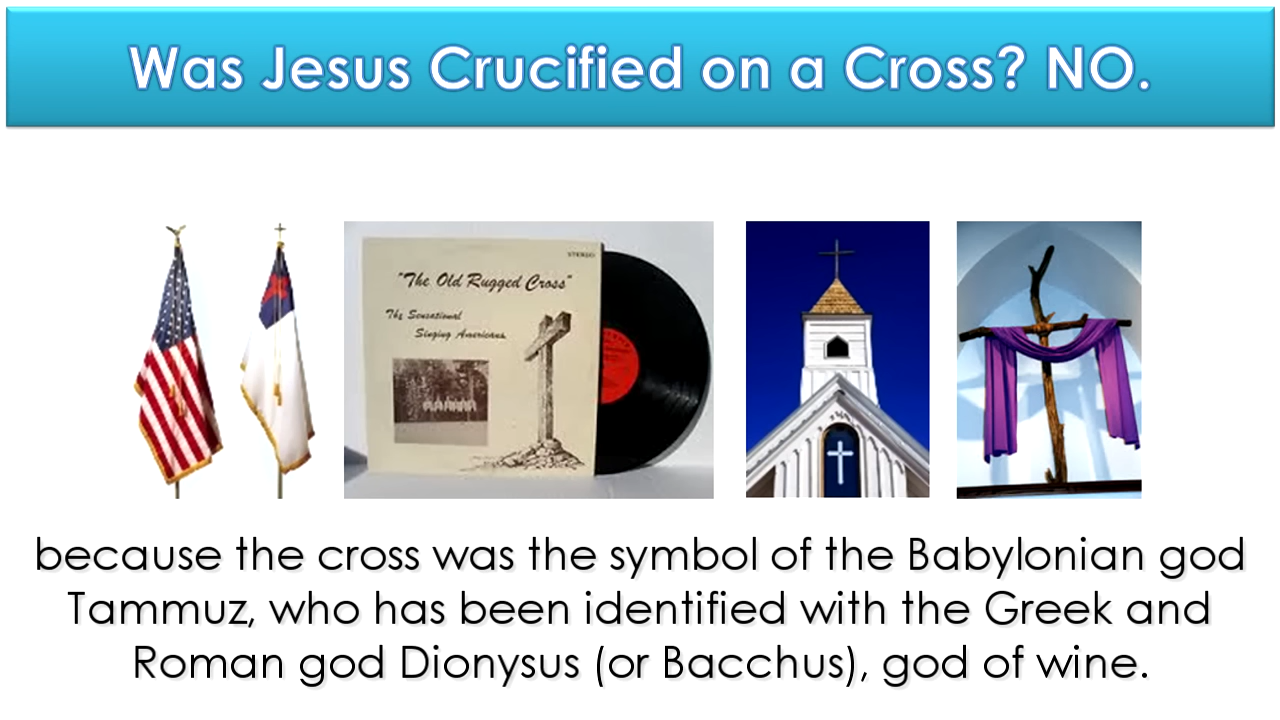 Was Jesus Crucified on a Cross? NO.
STEREO
"The Old Rugged Cross"
The Sensational
Singing Americans
because the cross was the symbol of the Babylonian god
Tammuz, who has been identified with the Greek and
Roman god Dionysus (or Bacchus), god of wine.